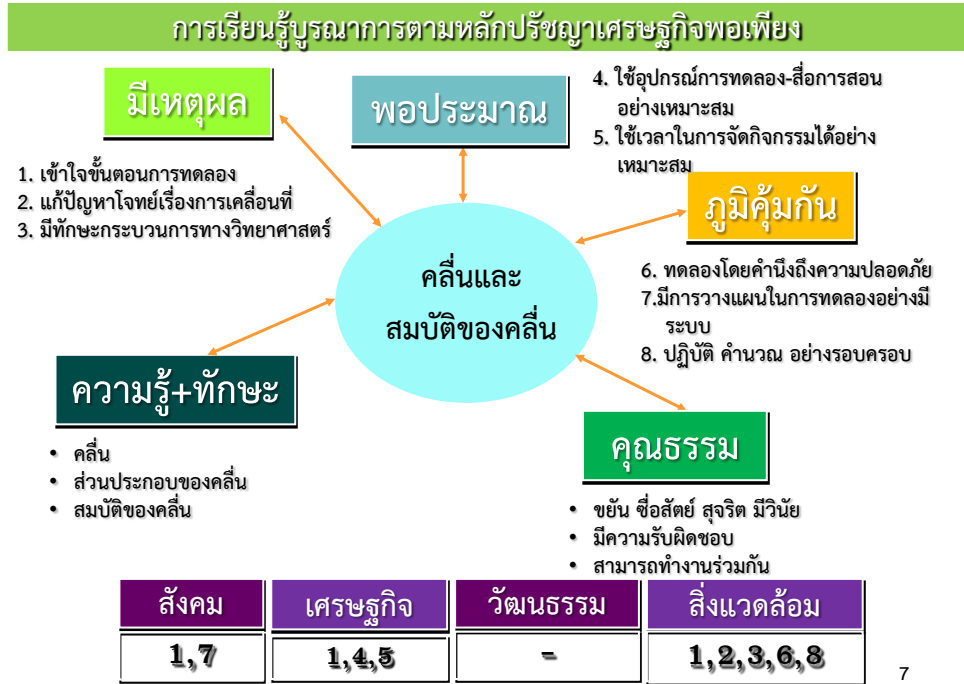 การเรียนรู้บูรณาการตามหลักปรัชญาเศรษฐกิจพอเพียง
มีเหตุผล
1. เข้าใจขั้นตอนการทดลอง
2. แก้ปัญหาโจทย์เรื่องการเคลื่อนที่
3. มีทักษะกระบวนการทางวิทยาศาสตร์
พอประมาณ
4. ใช้อุปกรณ์การทดลอง-สื่อการสอน
อย่างเหมาะสม
5. ใช้เวลาในการจัดกิจกรรมได้อย่าง
เหมาะสม
ภูมิคุ้มกัน
6. ทดลองโดยคำนึงถึงความปลอดภัย
7.มีการวางแผนในการทดลองอย่างมี
ระบบ
8. ปฏิบัติ คำนวณ อย่างรอบครอบ
คลื่นและ
สมบัติของคลื่น
ความรู้+ทักษะ
• คลื่น
• ส่วนประกอบของคลื่น
• สมบัติของคลื่น
คุณธรรม
• ขยัน ซื่อสัตย์ สุจริต มีวินัย
• มีความรับผิดชอบ
• สามารถทำงานร่วมกัน
สังคม เศรษฐกิจ วัฒนธรรม สิ่งแวดล้อม
1,7 1,4,5 - 1,2,3,6,8
7